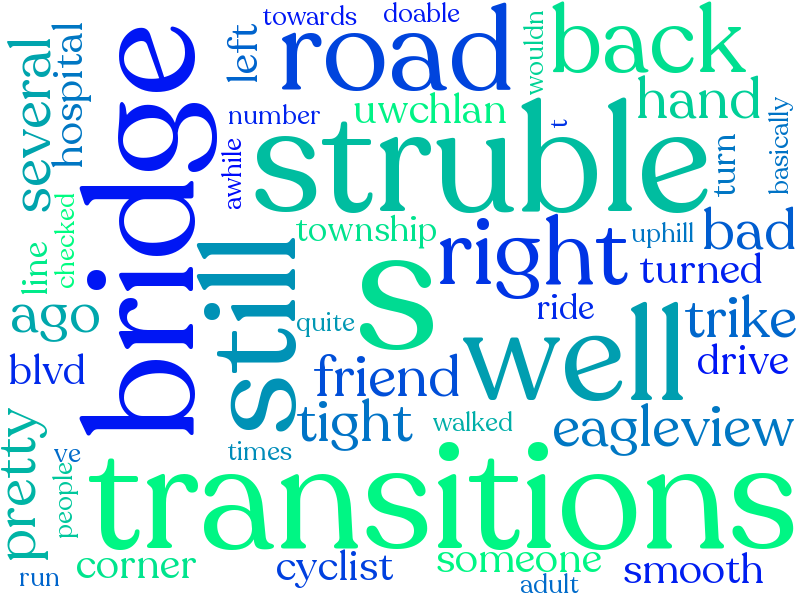 towards
doable
several
hospital
bridge
left
road
wouldn
back
number
uwchlan
hand
awhile
struble
t
turn
basically
checked
line
still
township
s
right
uphill
bad
turned
ago
quite
ride
well
trike
blvd
friend
drive
tight
walked
eagleview
pretty
ve
people
times
transitions
corner
cyclist
someone
smooth
run
adult